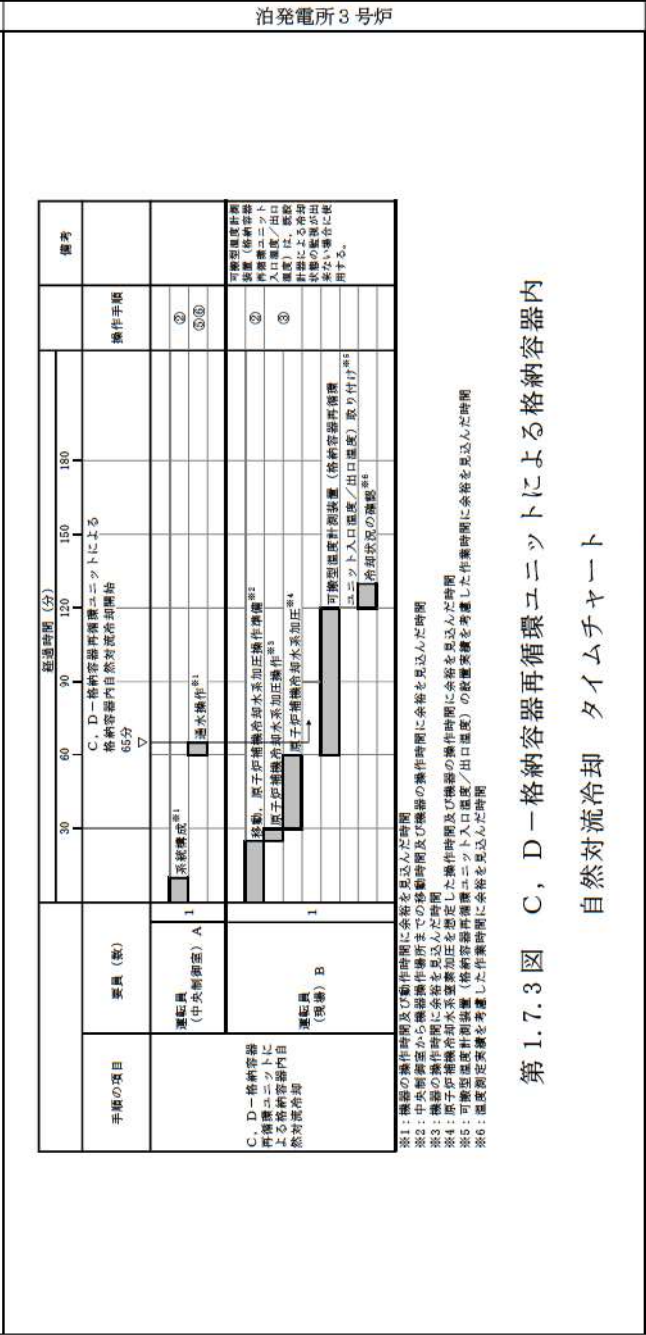 泊発電所3号炉
経過時間（分）
30
60
90
120
150
180
手順の項目
要員（数）
操作手順
備考
C，D－格納容器再循環ユニットによる
格納容器内自然対流冷却開始
65分
▽
C，D－格納容器
再循環ユニットに
よる格納容器内自
然対流冷却
運転員
（中央制御室）A
1
系統構成※1
②
通水操作※1
⑤⑥
運転員
（現場）B
1
移動，原子炉補機冷却水系加圧操作準備※2
②
原子炉補機冷却水系加圧操作※3
③
原子炉補機冷却水系加圧※4
可搬型温度計測装置（格納容器再循環
ユニット入口温度／出口温度）取り付け※5
冷却状況の確認※6
可搬型温度計測
装置（格納容器
再循環ユニット
入口温度／出口
温度）は，既設
計器による冷却
状態の監視が出
来ない場合に使
用する。
※1：機器の操作時間及び動作時間に余裕を見込んだ時間
※2：中央制御室から機器操作場所までの移動時間及び機器の操作時間に余裕を見込んだ時間
※3：機器の操作時間に余裕を見込んだ時間
※4：原子炉補機冷却水系窒素加圧を想定した操作時間及び機器の操作時間に余裕を見込んだ時間
※5：可搬型温度計測装置（格納容器再循環ユニット入口温度／出口温度）の設置実績を考慮した作業時間に余裕を見込んだ時間
※6：温度測定実績を考慮した作業時間に余裕を見込んだ時間
第1.7.3図　C，D－格納容器再循環ユニットによる格納容器内
自然対流冷却　タイムチャート